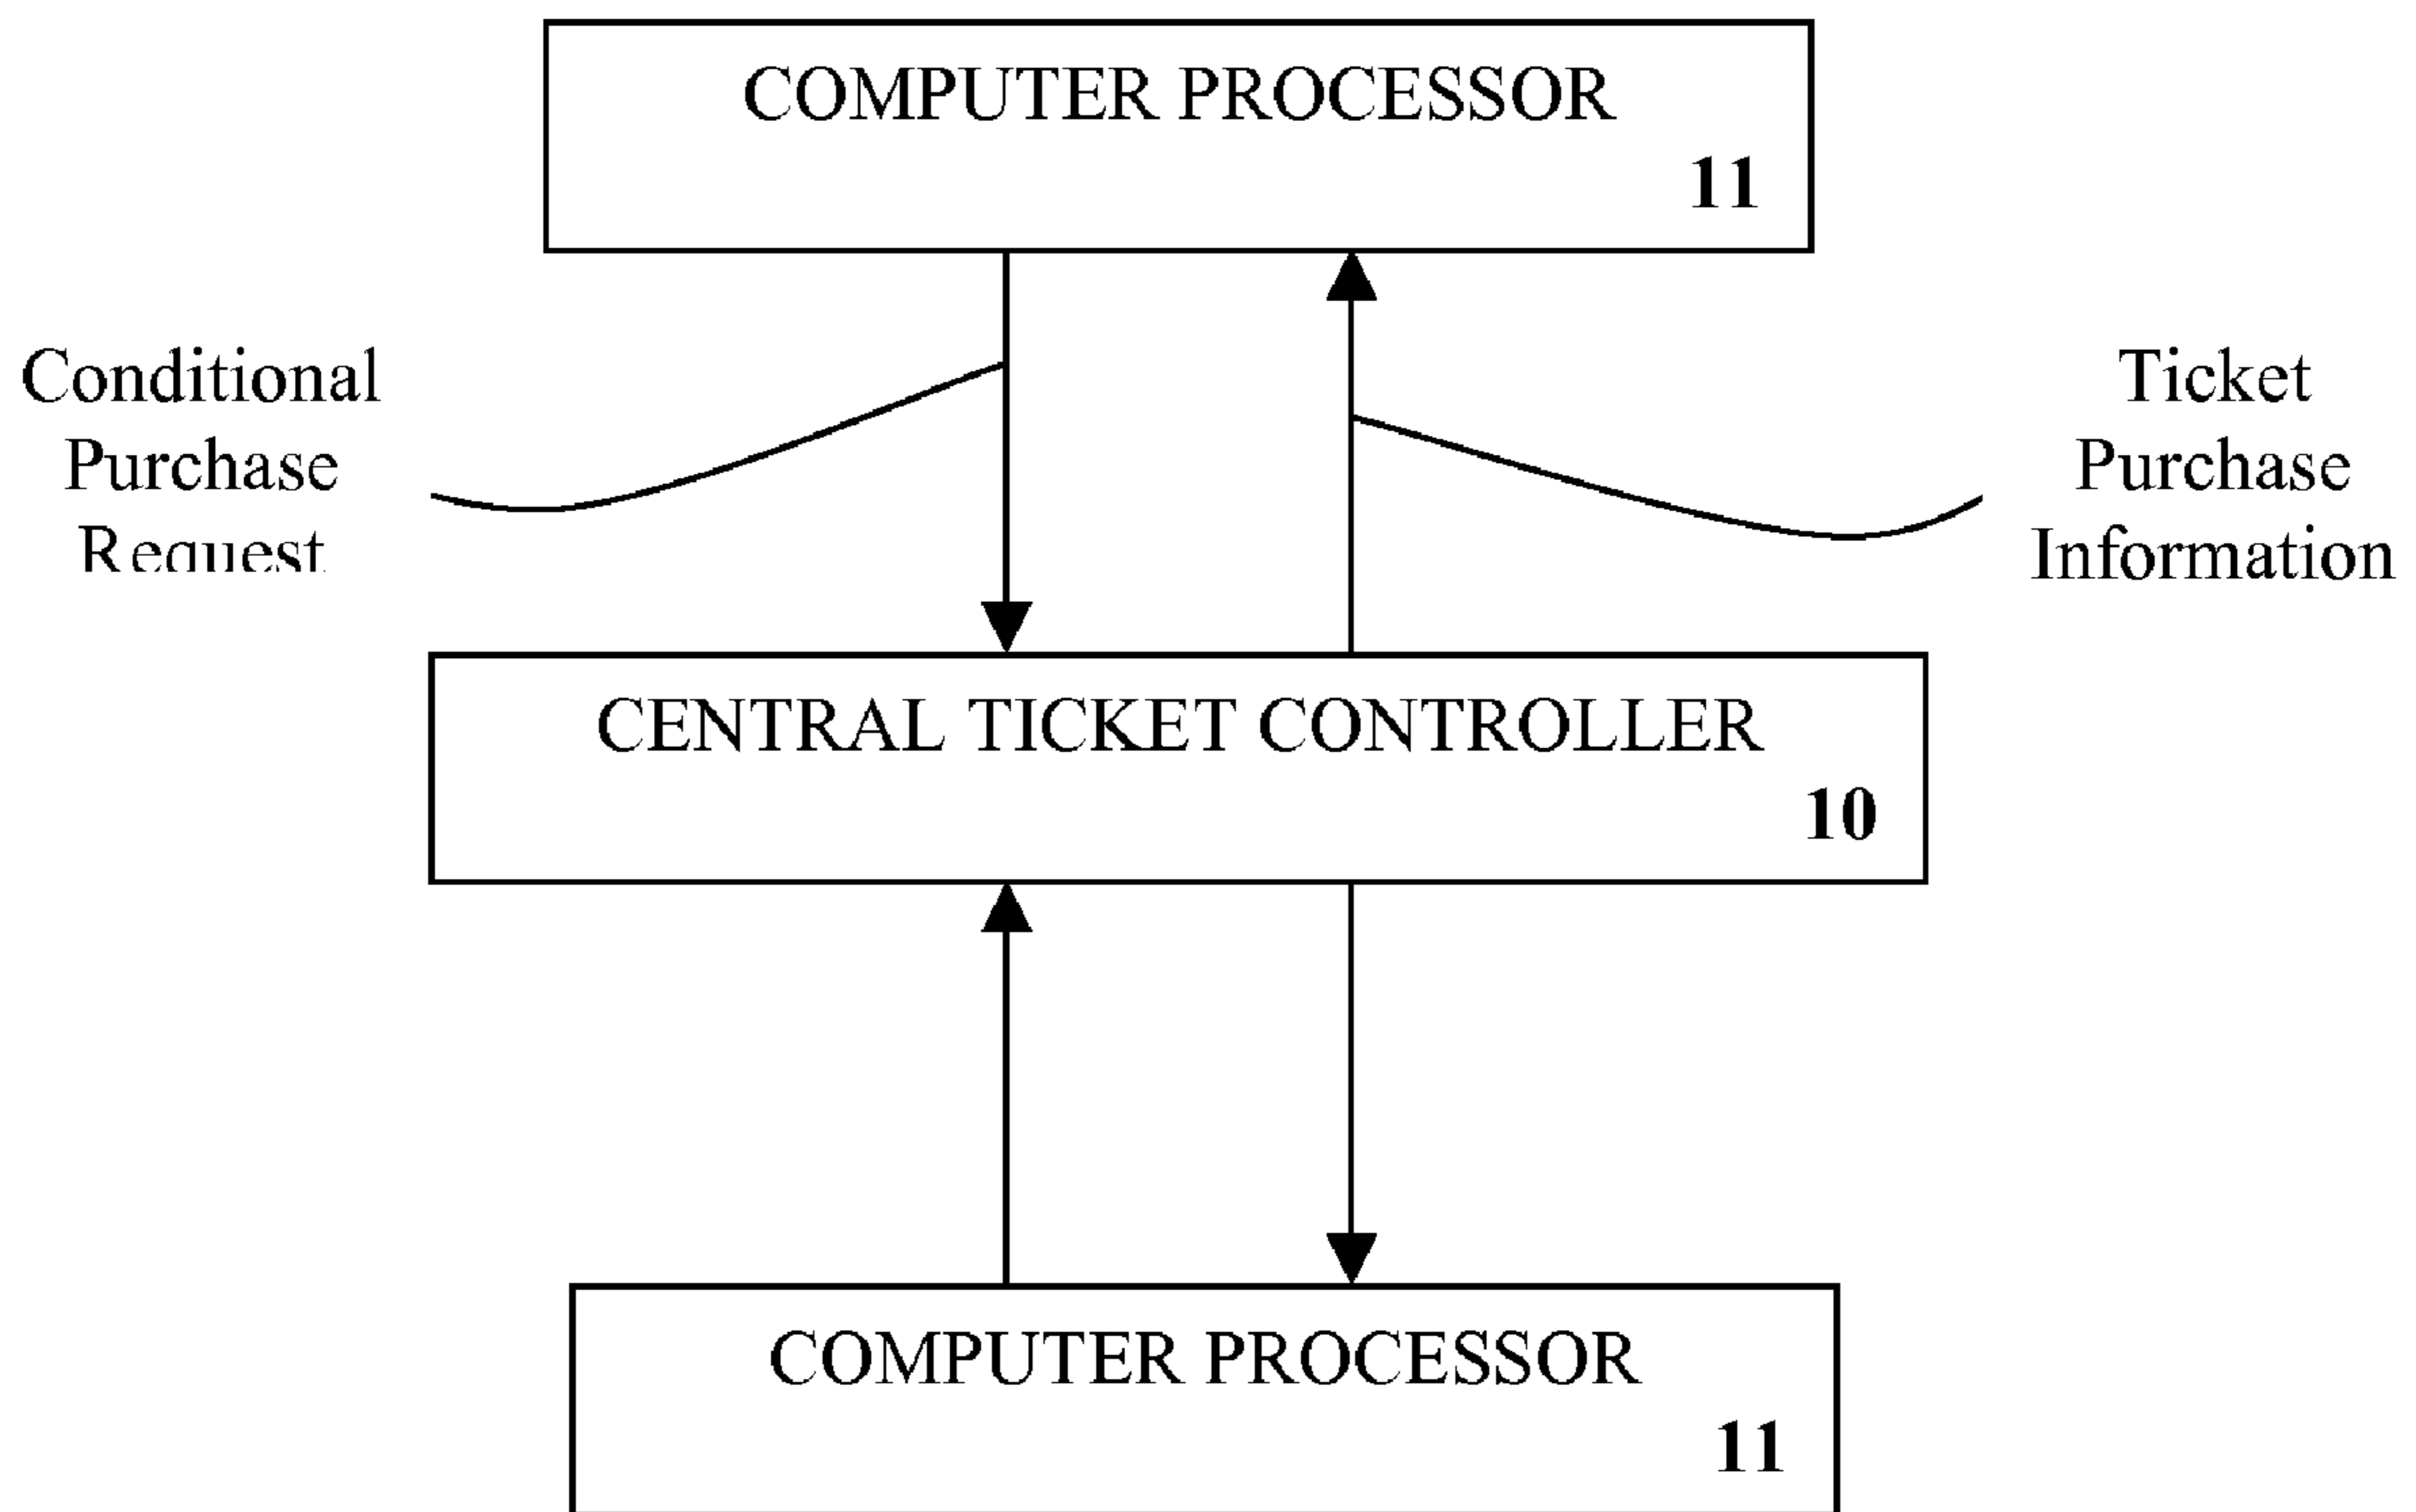 COMPUTER PROCESSOR
11
Conditional
Purchase
Request
Ticket
Purchase
Information
CENTRAL TICKET CONTROLLER
10
COMPUTER PROCESSOR
11